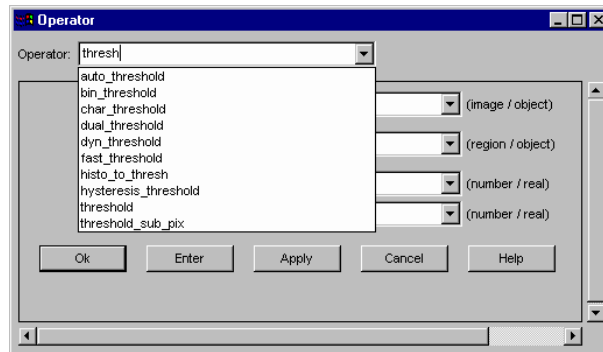 Operator
Operator: thresh
auto_threshold
bin_threshold
char_threshold
dual_threshold
dyn_threshold
fast_threshold
histo_to_thresh
hysteresis_threshold
threshold
threshold_sub_pix
(image / object)
(region / object)
(number / real)
(number / real)
Ok Enter Apply Cancel Help